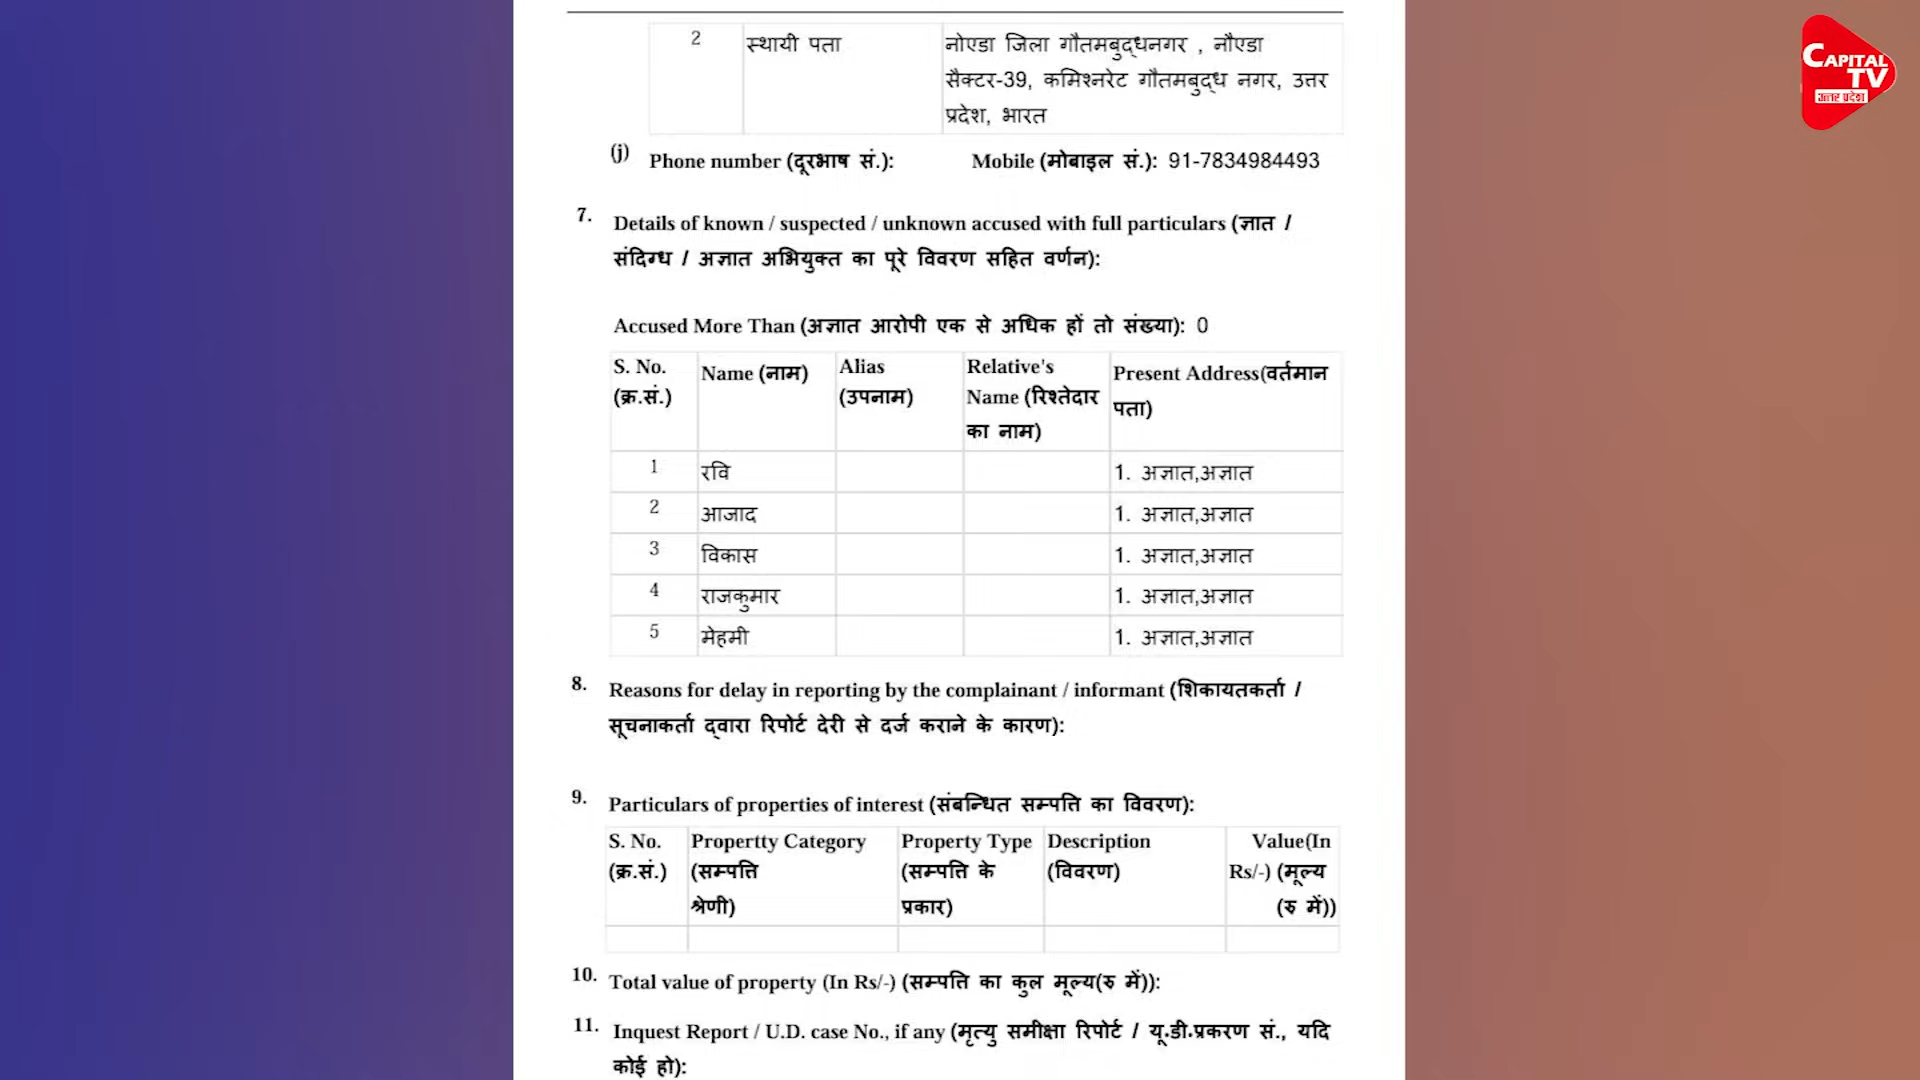 CAPITAL
TV
उत्तर प्रदेश
2 स्थायी पता नोएडा जिला गौतमबुद्धनगर , नौएडा
सैक्टर-39, कमिश्नरेट गौतमबुद्ध नगर, उत्तर
प्रदेश, भारत
(j) Phone number (दूरभाष सं.): Mobile (मोबाइल सं.): 91-7834984493
7. Details of known / suspected / unknown accused with full particulars (ज्ञात /
संदिग्ध / अज्ञात अभियुक्त का पूरे विवरण सहित वर्णन):
Accused More Than (अज्ञात आरोपी एक से अधिक हों तो संख्या): 0
S. No. (क्र.सं.) Name (नाम) Alias (उपनाम) Relative's Name (रिश्तेदार का नाम) Present Address(वर्तमान पता)
1 रवि 1. अज्ञात,अज्ञात
2 आजाद 1. अज्ञात,अज्ञात
3 विकास 1. अज्ञात,अज्ञात
4 राजकुमार 1. अज्ञात,अज्ञात
5 मेहमी 1. अज्ञात,अज्ञात
8. Reasons for delay in reporting by the complainant / informant (शिकायतकर्ता /
सूचनाकर्ता द्वारा रिपोर्ट देरी से दर्ज कराने के कारण):
9. Particulars of properties of interest (संबन्धित सम्पत्ति का विवरण):
S. No. (क्र.सं.) Propertty Category (सम्पत्ति श्रेणी) Property Type (सम्पत्ति के प्रकार) Description (विवरण) Value(In Rs/-) (मूल्य (रु में))
10. Total value of property (In Rs/-) (सम्पत्ति का कुल मूल्य(रु में)):
11. Inquest Report / U.D. case No., if any (मृत्यु समीक्षा रिपोर्ट / यू.डी.प्रकरण सं., यदि
कोई हो):